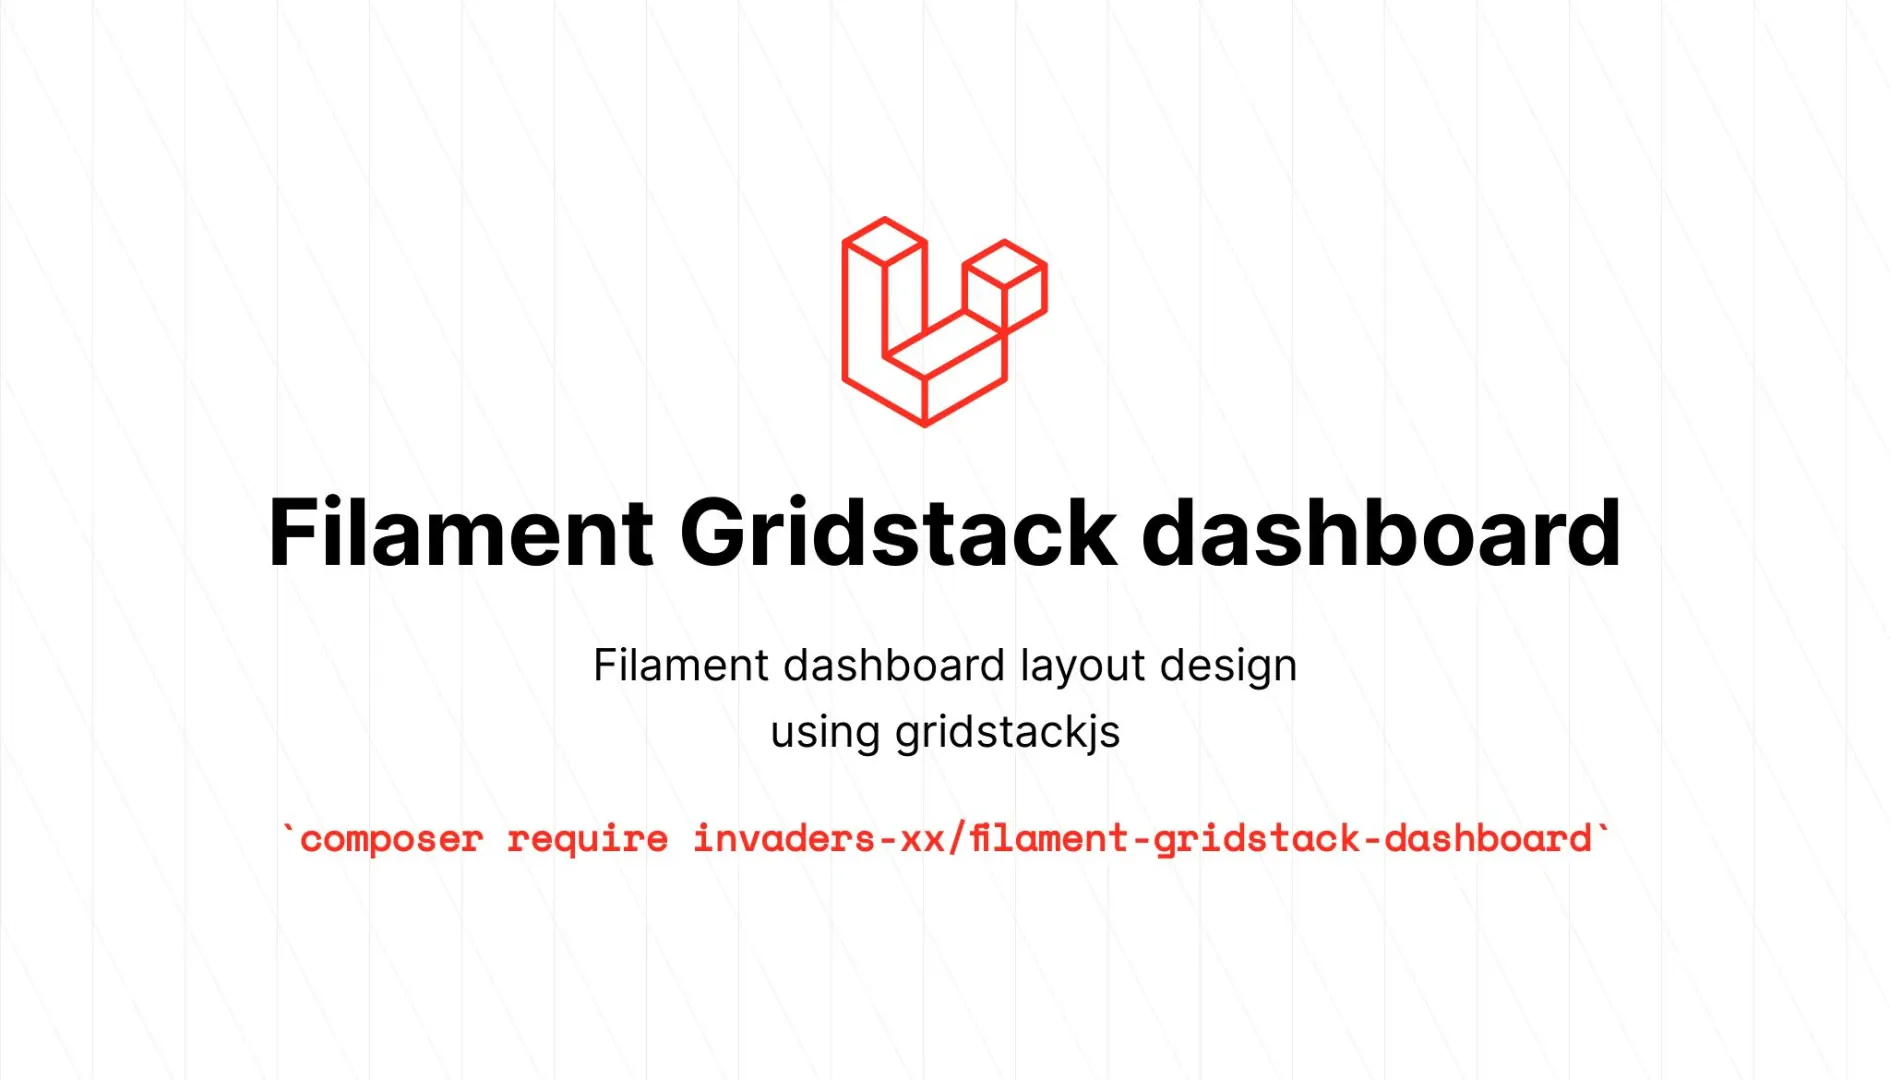 Filament Gridstack dashboard
Filament dashboard layout design
using gridstackjs
`composer require invaders-xx/filament-gridstack-dashboard`